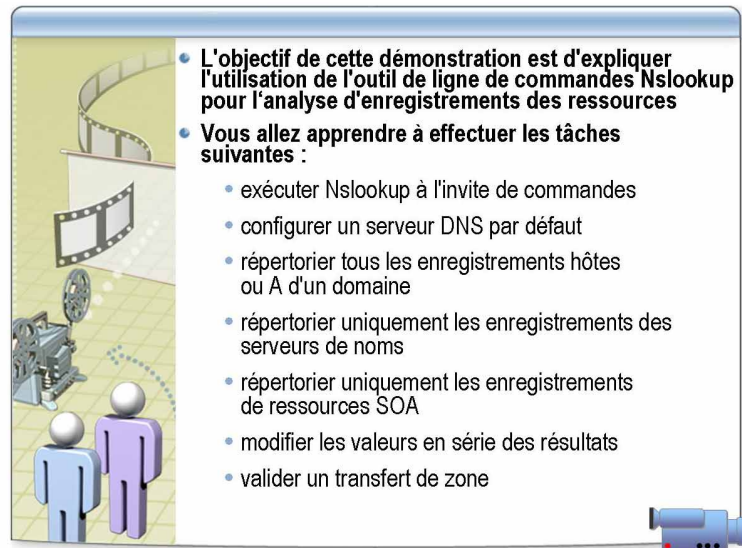 L'objectif de cette démonstration est d'expliquer
l'utilisation de l'outil de ligne de commandes Nslookup
pour l‘analyse d'enregistrements des ressources
Vous allez apprendre à effectuer les tâches
suivantes :
exécuter Nslookup à l'invite de commandes
configurer un serveur DNS par défaut
répertorier tous les enregistrements hôtes
ou A d'un domaine
répertorier uniquement les enregistrements des
serveurs de noms
répertorier uniquement les enregistrements
de ressources SOA
modifier les valeurs en série des résultats
valider un transfert de zone